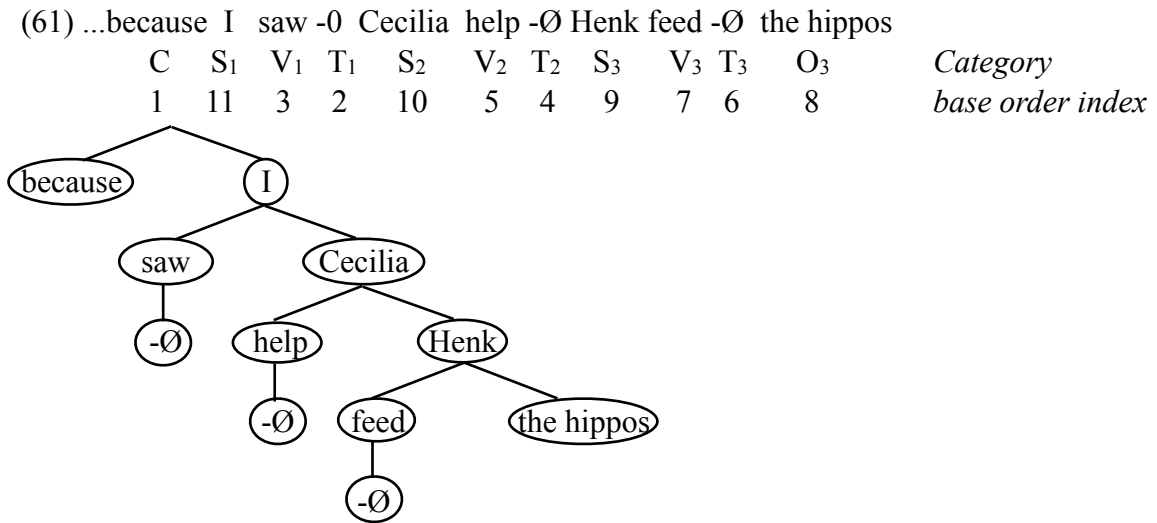 (61) ...because I saw -0 Cecilia help -Ø Henk feed -Ø the hippos
C S₁ V₁ T₁ S₂ V₂ T₂ S₃ V₃ T₃ O₃ Category
1 11 3 2 10 5 4 9 7 6 8 base order index
because I
saw Cecilia
-Ø help Henk
-Ø feed the hippos
-Ø